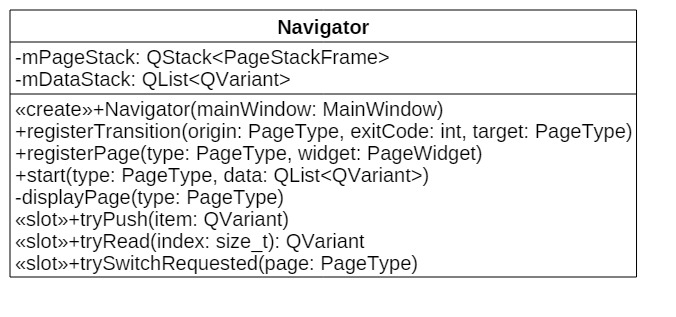 Navigator
-mPageStack: QStack<PageStackFrame>
-mDataStack: QList<QVariant>
«create»+Navigator(mainWindow: MainWindow)
+registerTransition(origin: PageType, exitCode: int, target: PageType)
+registerPage(type: PageType, widget: PageWidget)
+start(type: PageType, data: QList<QVariant>)
-displayPage(type: PageType)
«slot»+tryPush(item: QVariant)
«slot»+tryRead(index: size_t): QVariant
«slot»+trySwitchRequested(page: PageType)